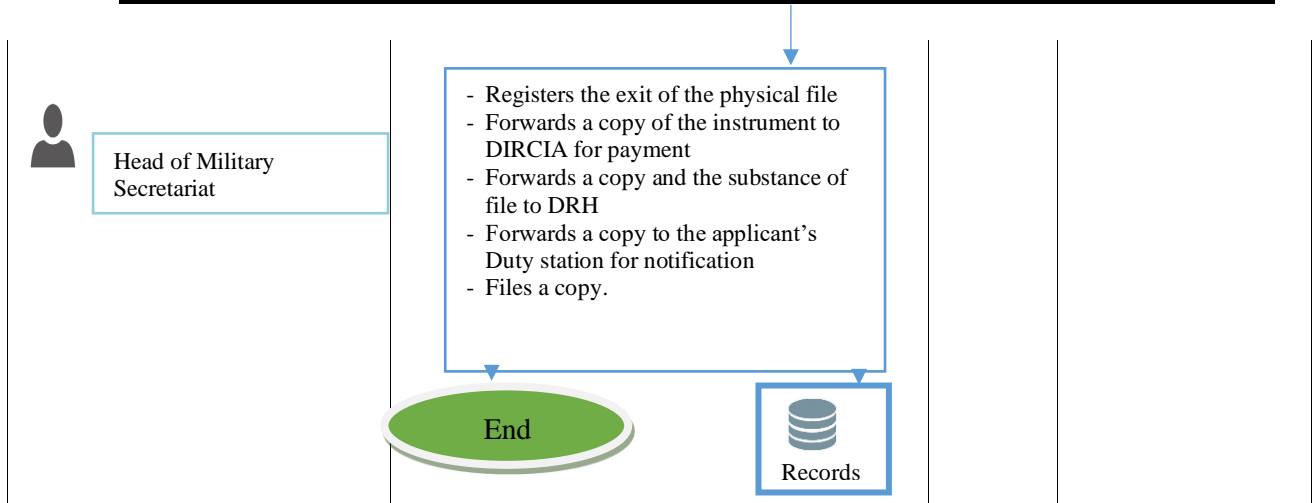 Head of Military
Secretariat
- Registers the exit of the physical file
- Forwards a copy of the instrument to
DIRCIA for payment
- Forwards a copy and the substance of
file to DRH
- Forwards a copy to the applicant’s
Duty station for notification
- Files a copy.
End
Records